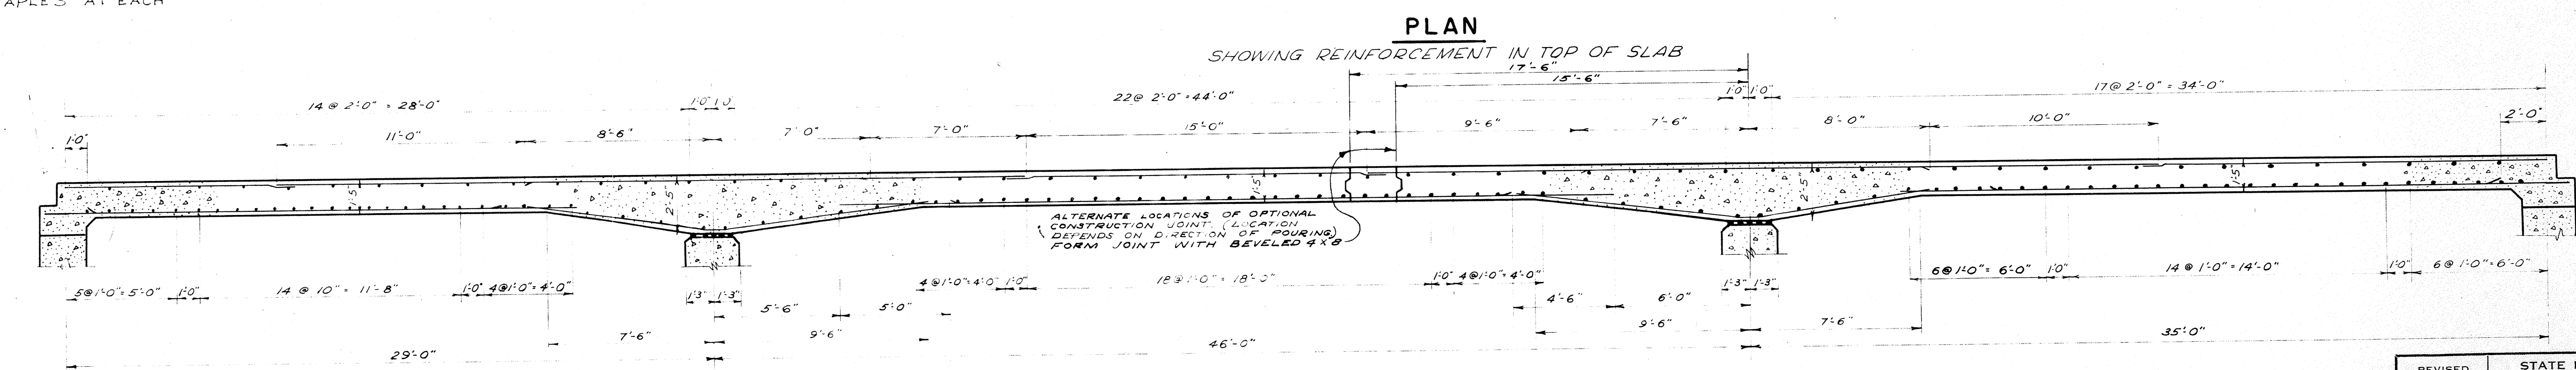 APLES AT EACH
PLAN
SHOWING REINFORCEMENT IN TOP OF SLAB
17'-6"
15'-6"
14 @ 2'-0" = 28'-0"
1'-0" 1'-0"
22 @ 2'-0" = 44'-0"
1'-0" 1'-0"
17 @ 2'-0" = 34'-0"
1'-0"
11'-0"
8'-6"
7'-0"
7'-0"
15'-0"
9'-6"
7'-6"
8'-0"
10'-0"
2'-0"
1.5
2.5
1.5
2.5
1.5
ALTERNATE LOCATIONS OF OPTIONAL
CONSTRUCTION JOINT. (LOCATION
DEPENDS ON DIRECTION OF POURING)
FORM JOINT WITH BEVELED 4 X 8
5 @ 1'-0" = 5'-0" 1'-0"
14 @ 10" = 11'-8"
1'-0" 4 @ 1'-0" = 4'-0"
1'-3" 1'-3"
4 @ 1'-0" = 4'-0" 1'-0"
18 @ 1'-0" = 18'-0"
1'-0" 4 @ 1'-0" = 4'-0"
1'-3" 1'-3"
6 @ 1'-0" = 6'-0" 1'-0"
14 @ 1'-0" = 14'-0"
1'-0" 6 @ 1'-0" = 6'-0"
5'-6"
5'-0"
4'-6"
6'-0"
7'-6"
9'-6"
9'-6"
7'-6"
29'-0"
46'-0"
35'-0"
REVISED
STATE